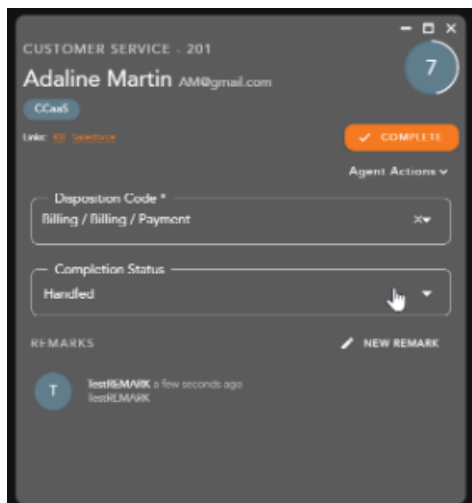 CUSTOMER SERVICE - 201
7
Adaline Martin AM@gmail.com
CCaaS
Links: KB Salesforce
COMPLETE
Agent Actions
Disposition Code *
Billing / Billing / Payment
Completion Status
Handled
REMARKS
NEW REMARK
T
TestREMARK a few seconds ago
TestREMARK